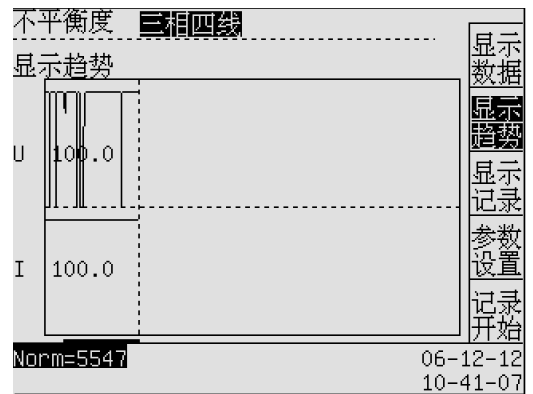 不平衡度 三相四线
显示趋势
U 100.0
I 100.0
显示
数据
显示
趋势
显示
记录
参数
设置
记录
开始
Norm=5547
06-12-12
10-41-07